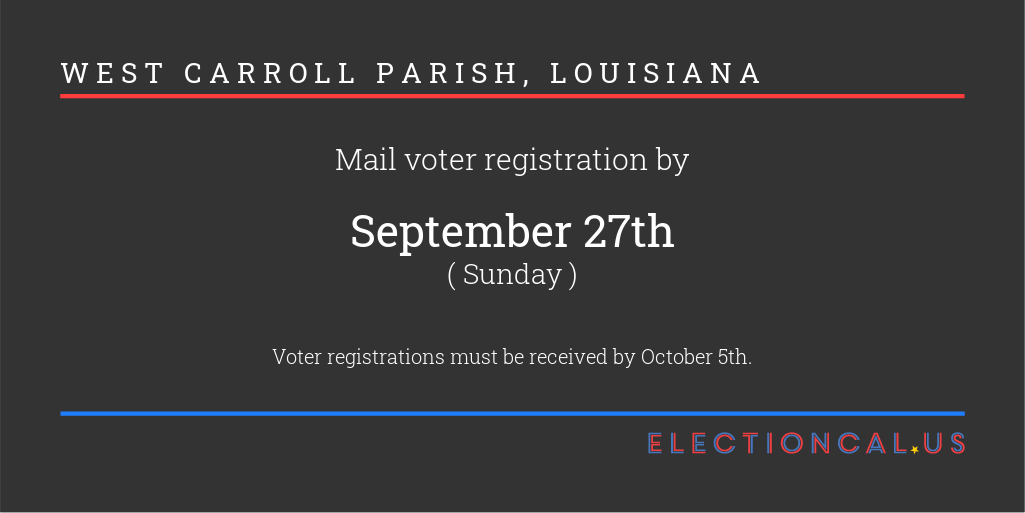 WEST CARROLL PARISH, LOUISIANA
Mail voter registration by
September 27th
( Sunday )
Voter registrations must be received by October 5th.
ELECTIONCAL.US